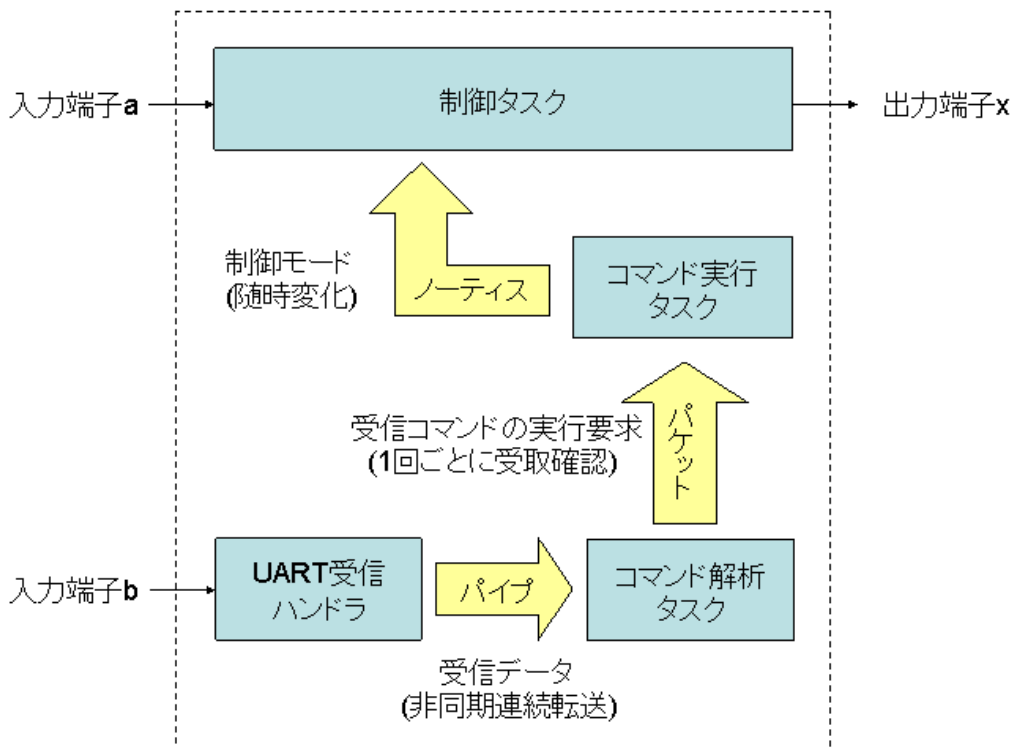 入力端子a
制御タスク
出力端子x
制御モード
(随時変化)
ノーティス
コマンド実行
タスク
受信コマンドの実行要求
(1回ごとに受取確認)
パケット
入力端子b
UART受信
ハンドラ
パイプ
コマンド解析
タスク
受信データ
(非同期連続転送)